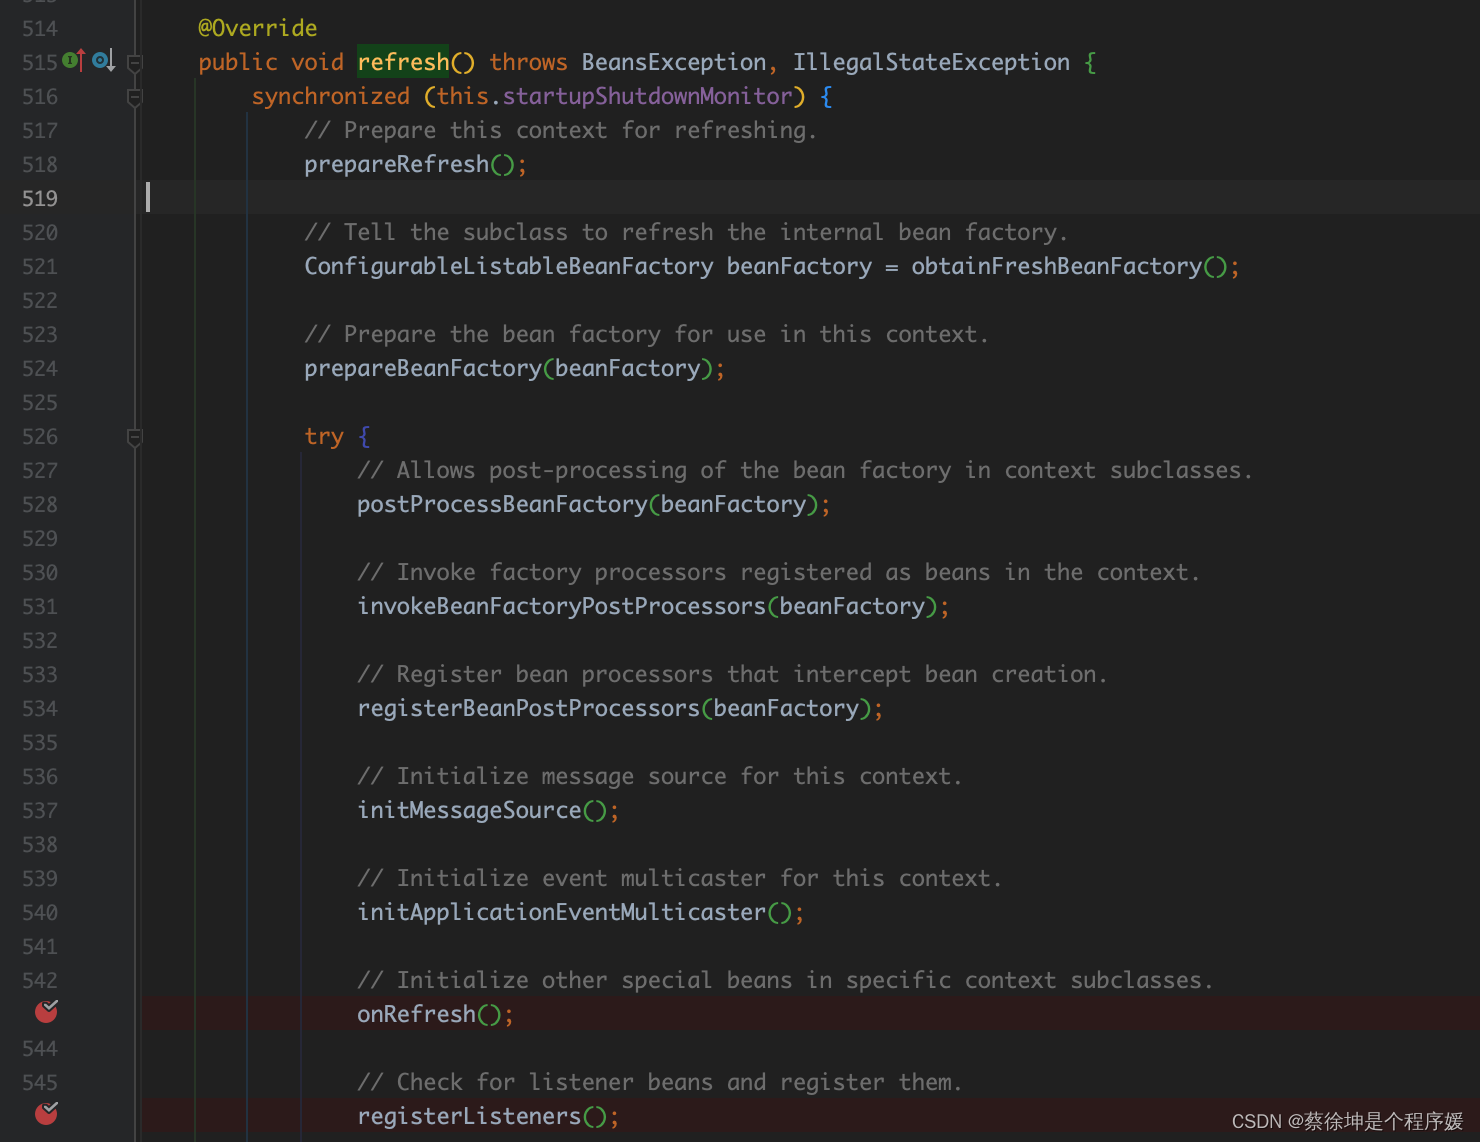 514 @Override
515 public void refresh() throws BeansException, IllegalStateException {
516 synchronized (this.startupShutdownMonitor) {
517 // Prepare this context for refreshing.
518 prepareRefresh();
519
520 // Tell the subclass to refresh the internal bean factory.
521 ConfigurableListableBeanFactory beanFactory = obtainFreshBeanFactory();
522
523 // Prepare the bean factory for use in this context.
524 prepareBeanFactory(beanFactory);
525
526 try {
527 // Allows post-processing of the bean factory in context subclasses.
528 postProcessBeanFactory(beanFactory);
529
530 // Invoke factory processors registered as beans in the context.
531 invokeBeanFactoryPostProcessors(beanFactory);
532
533 // Register bean processors that intercept bean creation.
534 registerBeanPostProcessors(beanFactory);
535
536 // Initialize message source for this context.
537 initMessageSource();
538
539 // Initialize event multicaster for this context.
540 initApplicationEventMulticaster();
541
542 // Initialize other special beans in specific context subclasses.
onRefresh();
544
545 // Check for listener beans and register them.
registerListeners();
CSDN @蔡徐坤是个程序媛